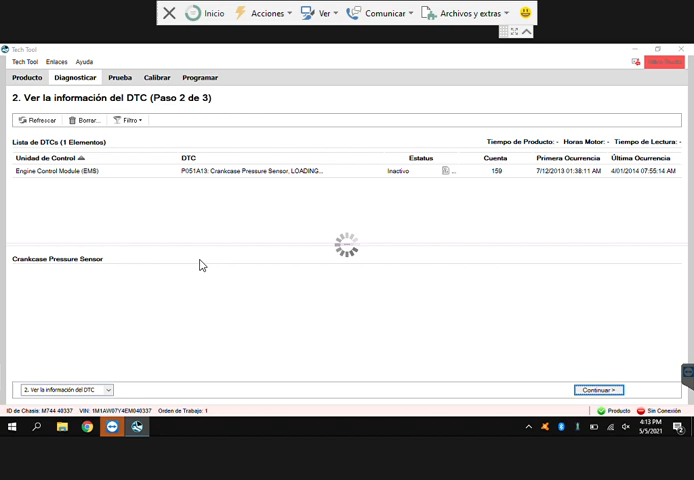 Inicio Acciones Ver Comunicar Archivos y extras
Tech Tool
Tech Tool Enlaces Ayuda
Producto Diagnosticar Prueba Calibrar Programar
2. Ver la información del DTC (Paso 2 de 3)
Refrescar Borrar... Filtro
Lista de DTCs (1 Elementos) Tiempo de Producto: - Horas Motor: - Tiempo de Lectura: -
Unidad de Control DTC Estatus Cuenta Primera Ocurrencia Última Ocurrencia
Engine Control Module (EMS) P051A13: Crankcase Pressure Sensor, LOADING... Inactivo ... 159 7/12/2013 01:38:11 AM 4/01/2014 07:55:14 AM
Crankcase Pressure Sensor
2. Ver la información del DTC Continuar >
ID de Chasis: M744 40337 VIN: 1M1AW07Y4EM040337 Orden de Trabajo: 1 Producto Sin Conexión
4:13 PM
5/5/2021